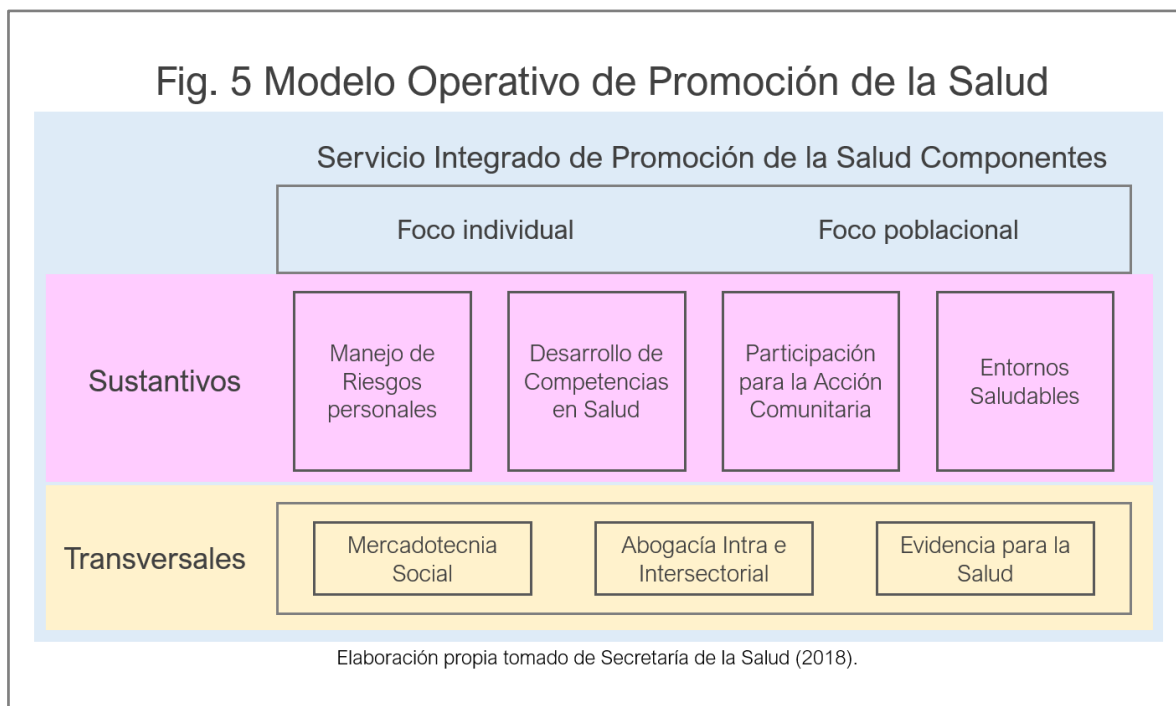 Fig. 5 Modelo Operativo de Promoción de la Salud
Servicio Integrado de Promoción de la Salud Componentes
Foco individual
Foco poblacional
Sustantivos
Manejo de
Riesgos
personales
Desarrollo de
Competencias
en Salud
Participación
para la Acción
Comunitaria
Entornos
Saludables
Transversales
Mercadotecnia
Social
Abogacía Intra e
Intersectorial
Evidencia para la
Salud
Elaboración propia tomado de Secretaría de la Salud (2018).